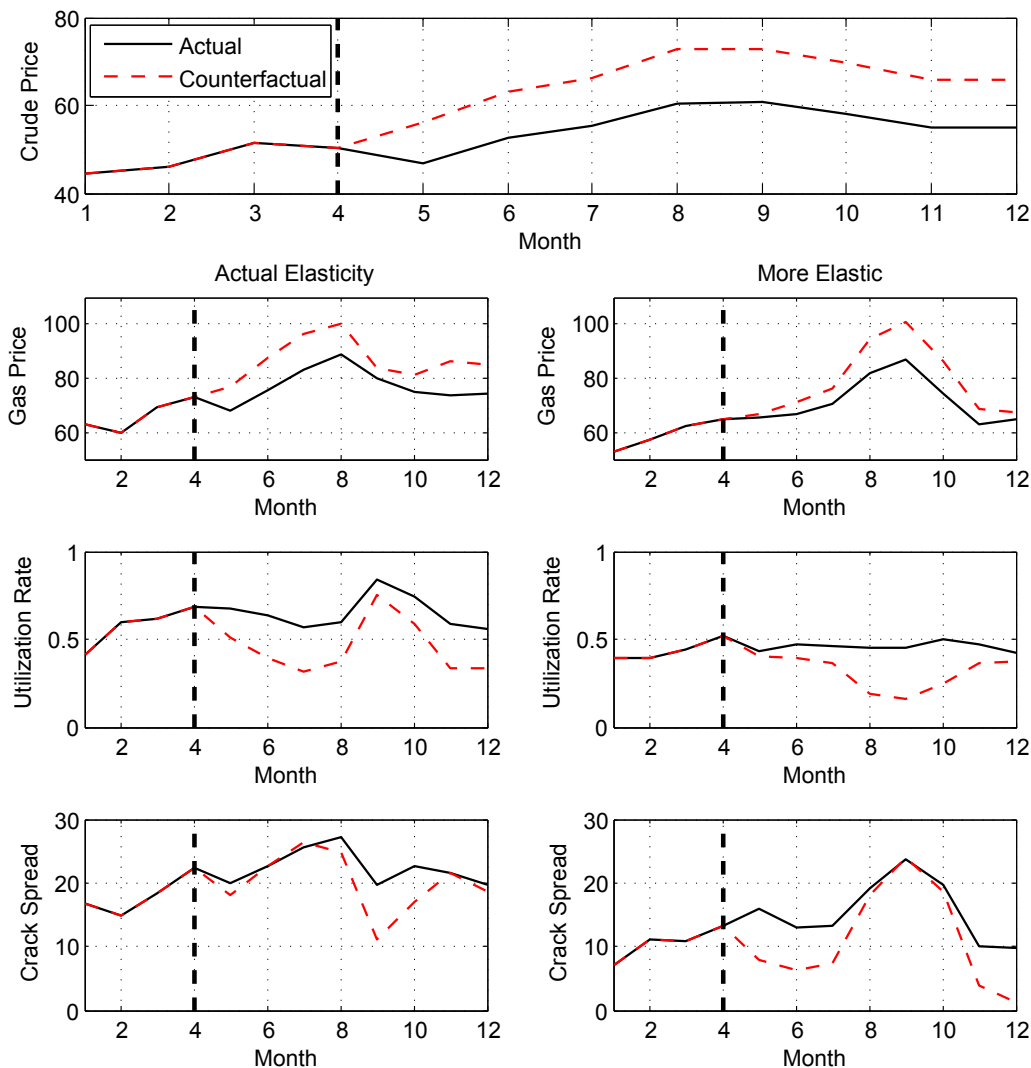 Actual
Counterfactual
Crude Price
80
60
40
1 2 3 4 5 6 7 8 9 10 11 12
Month
Actual Elasticity
Gas Price
100
80
60
2 4 6 8 10 12
Month
More Elastic
Gas Price
100
80
60
2 4 6 8 10 12
Month
Utilization Rate
1
0.5
0
2 4 6 8 10 12
Month
Utilization Rate
1
0.5
0
2 4 6 8 10 12
Month
Crack Spread
30
20
10
0
2 4 6 8 10 12
Month
Crack Spread
30
20
10
0
2 4 6 8 10 12
Month